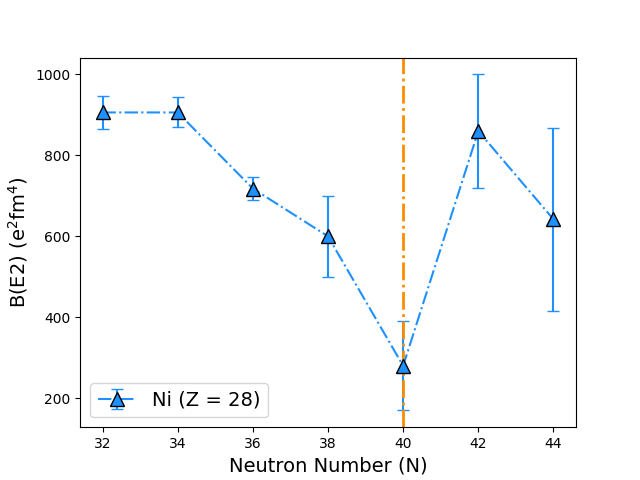 1000
800
600
400
200
B(E2) (e²fm⁴)
Ni (Z = 28)
32 34 36 38 40 42 44
Neutron Number (N)